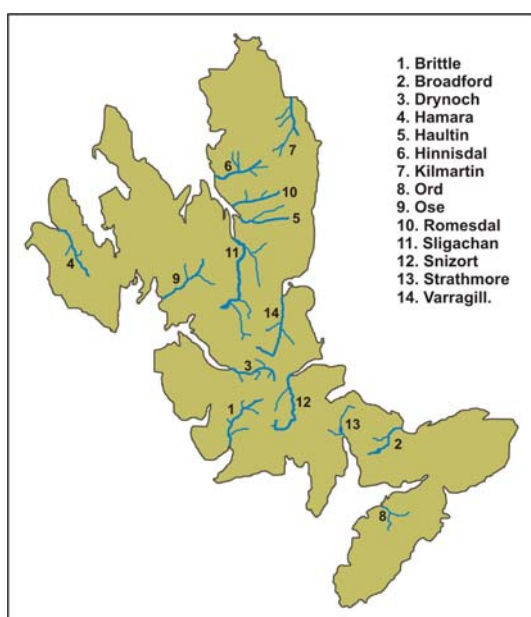 1. Brittle
2. Broadford
3. Drynoch
4. Hamara
5. Haultin
6. Hinnisdal
7. Kilmartin
8. Ord
9. Ose
10. Romesdal
11. Sligachan
12. Snizort
13. Strathmore
14. Varragill.
7
6
10
5
11
4
9
14
3
1
12
13
2
8